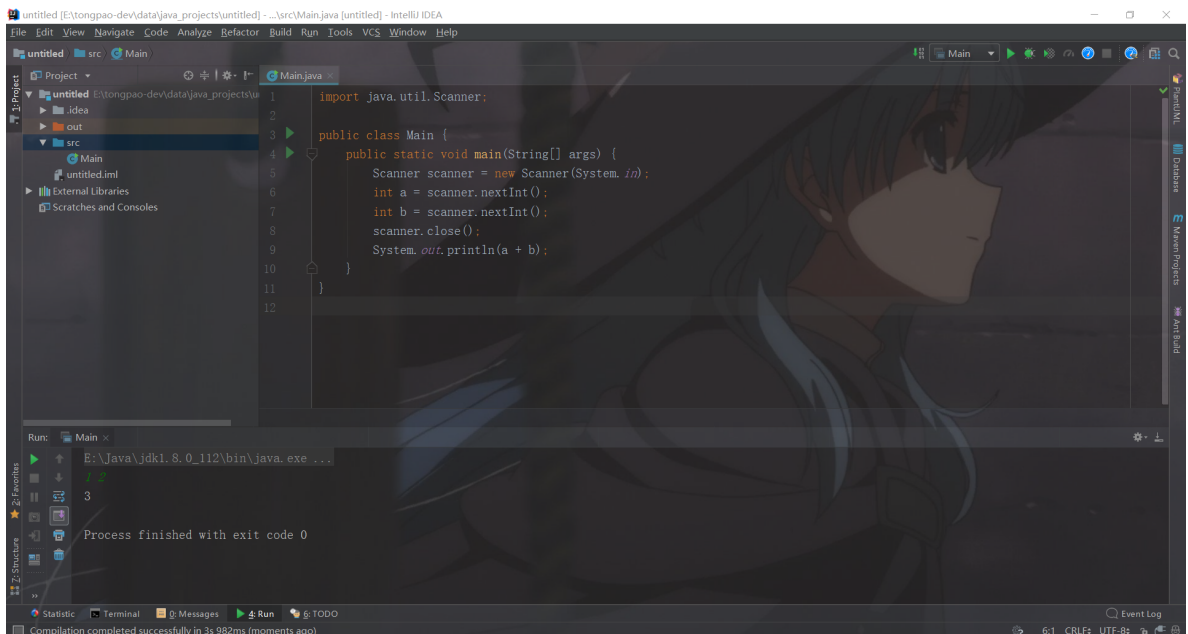 untitled [E:\tongpao-dev\data\java_projects\untitled] - ...\src\Main.java [untitled] - IntelliJ IDEA
File Edit View Navigate Code Analyze Refactor Build Run Tools VCS Window Help
untitled src Main
Main
Project
Main.java
1: Project
untitled E:\tongpao-dev\data\java_projects\u
.idea
out
src
Main
untitled.iml
External Libraries
Scratches and Consoles
1 import java.util.Scanner;
2
3 public class Main {
4 public static void main(String[] args) {
5 Scanner scanner = new Scanner(System.in);
6 int a = scanner.nextInt();
7 int b = scanner.nextInt();
8 scanner.close();
9 System.out.println(a + b);
10 }
11 }
12
PlantUML
Database
m Maven Projects
Ant Build
Run: Main
E:\Java\jdk1.8.0_112\bin\java.exe ...
1 2
3
Process finished with exit code 0
2: Favorites
Z: Structure
Statistic Terminal 0: Messages 4: Run 6: TODO
Event Log
Compilation completed successfully in 3s 982ms (moments ago)
6:1 CRLF: UTF-8: